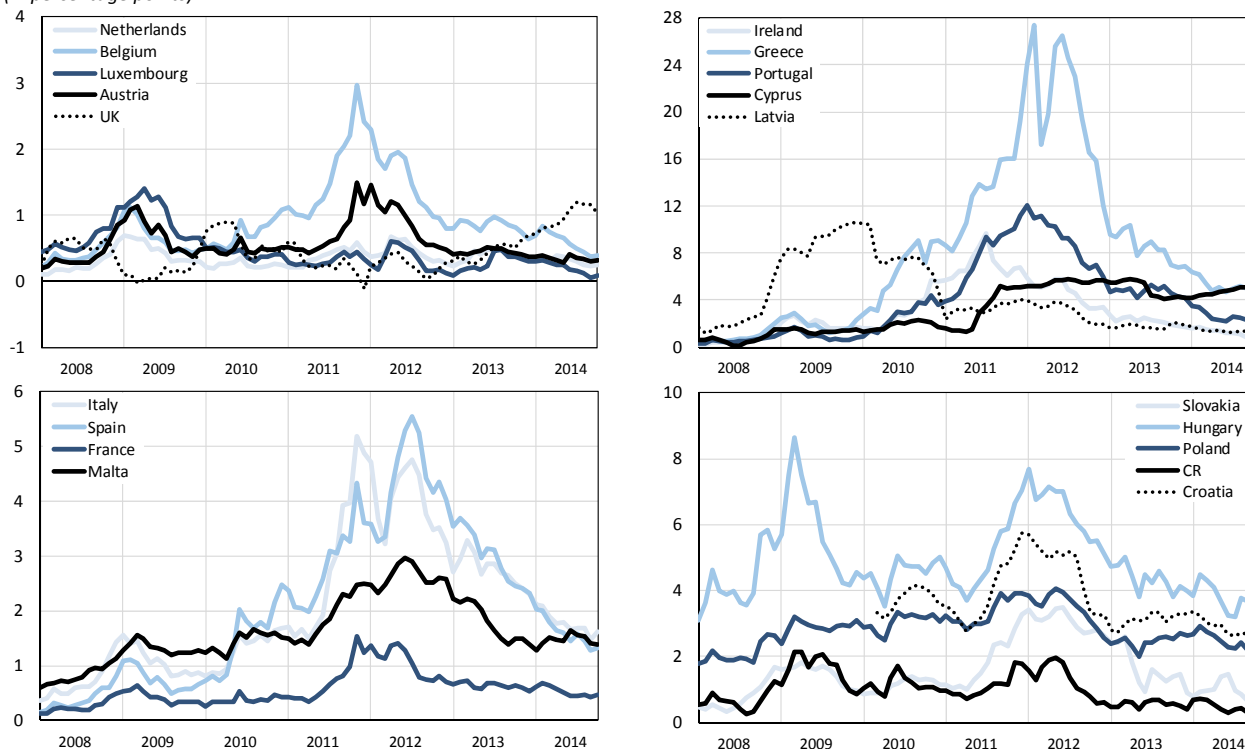 (in percentage points)
4
3
2
1
0
-1
Netherlands
Belgium
Luxembourg
Austria
UK
2008 2009 2010 2011 2012 2013 2014
28
24
20
16
12
8
4
0
Ireland
Greece
Portugal
Cyprus
Latvia
2008 2009 2010 2011 2012 2013 2014
6
5
4
3
2
1
0
Italy
Spain
France
Malta
2008 2009 2010 2011 2012 2013 2014
10
8
6
4
2
0
Slovakia
Hungary
Poland
CR
Croatia
2008 2009 2010 2011 2012 2013 2014